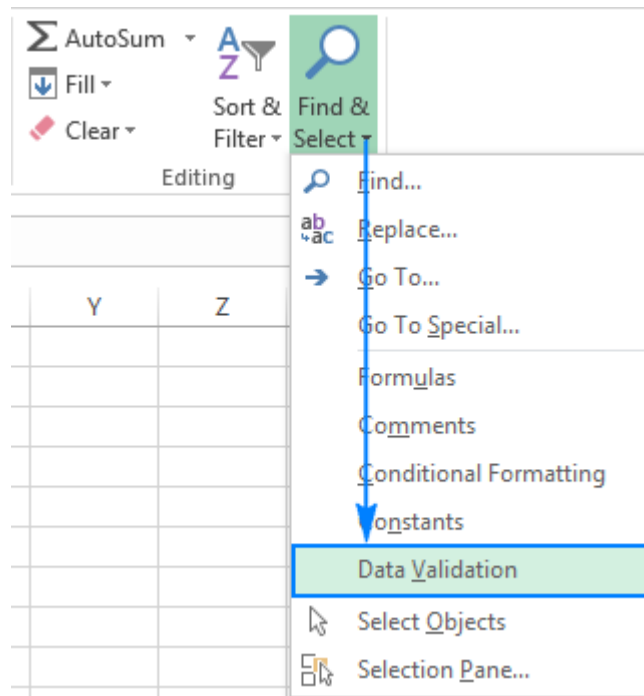 AutoSum
Fill
Clear
Sort & Filter
Find & Select
Editing
Find...
Replace...
Go To...
Go To Special...
Formulas
Comments
Conditional Formatting
Constants
Data Validation
Select Objects
Selection Pane...
Y Z